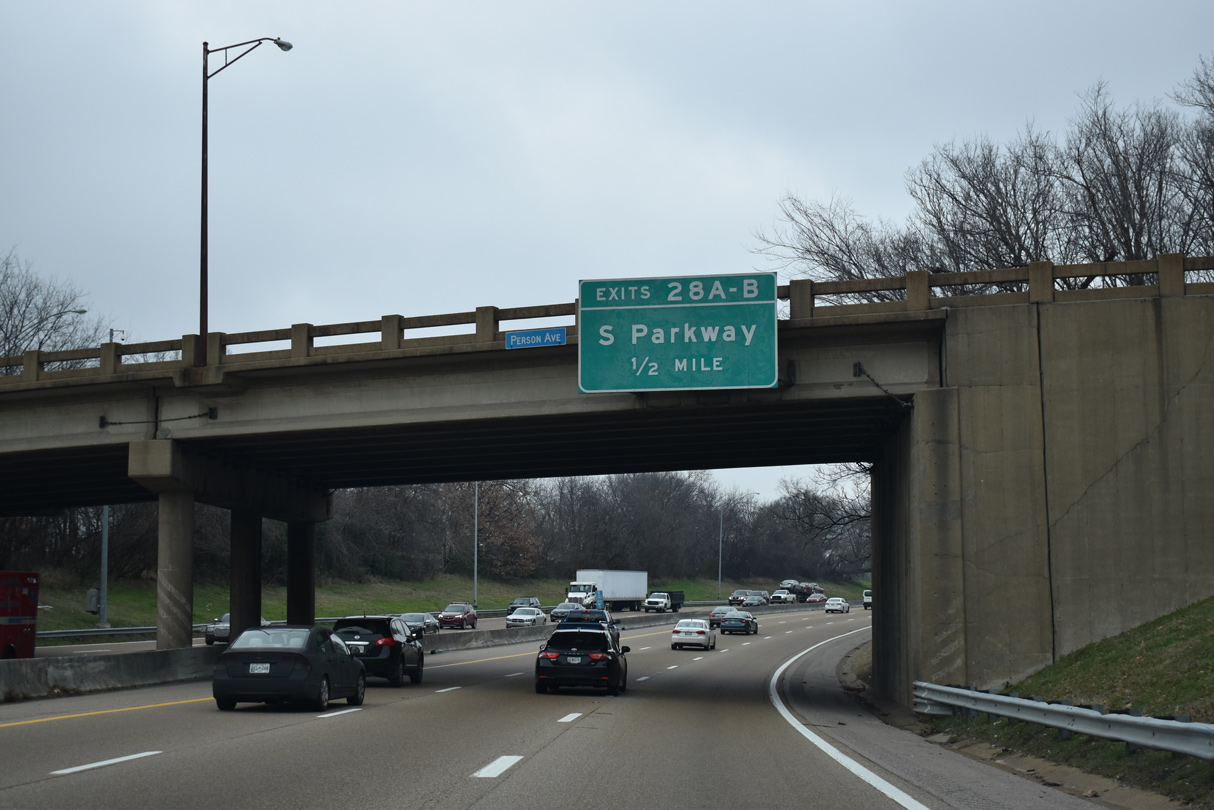 EXITS 28A-B
PERSON AVE
S Parkway
1/2 MILE